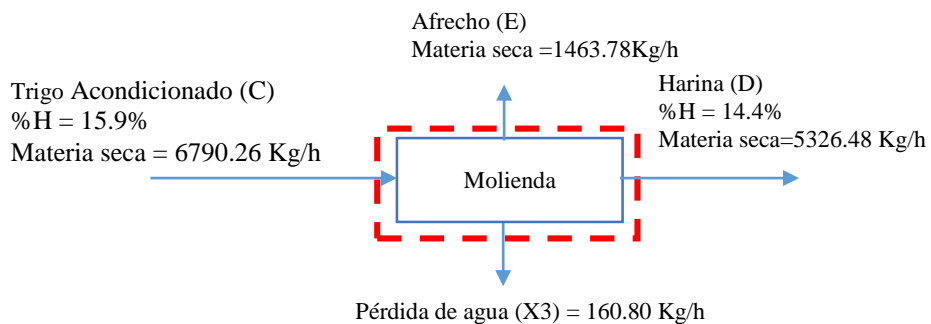 Afrecho (E)
Materia seca =1463.78Kg/h
Trigo Acondicionado (C)
%H = 15.9%
Materia seca = 6790.26 Kg/h
Harina (D)
%H = 14.4%
Materia seca=5326.48 Kg/h
Molienda
Pérdida de agua (X3) = 160.80 Kg/h